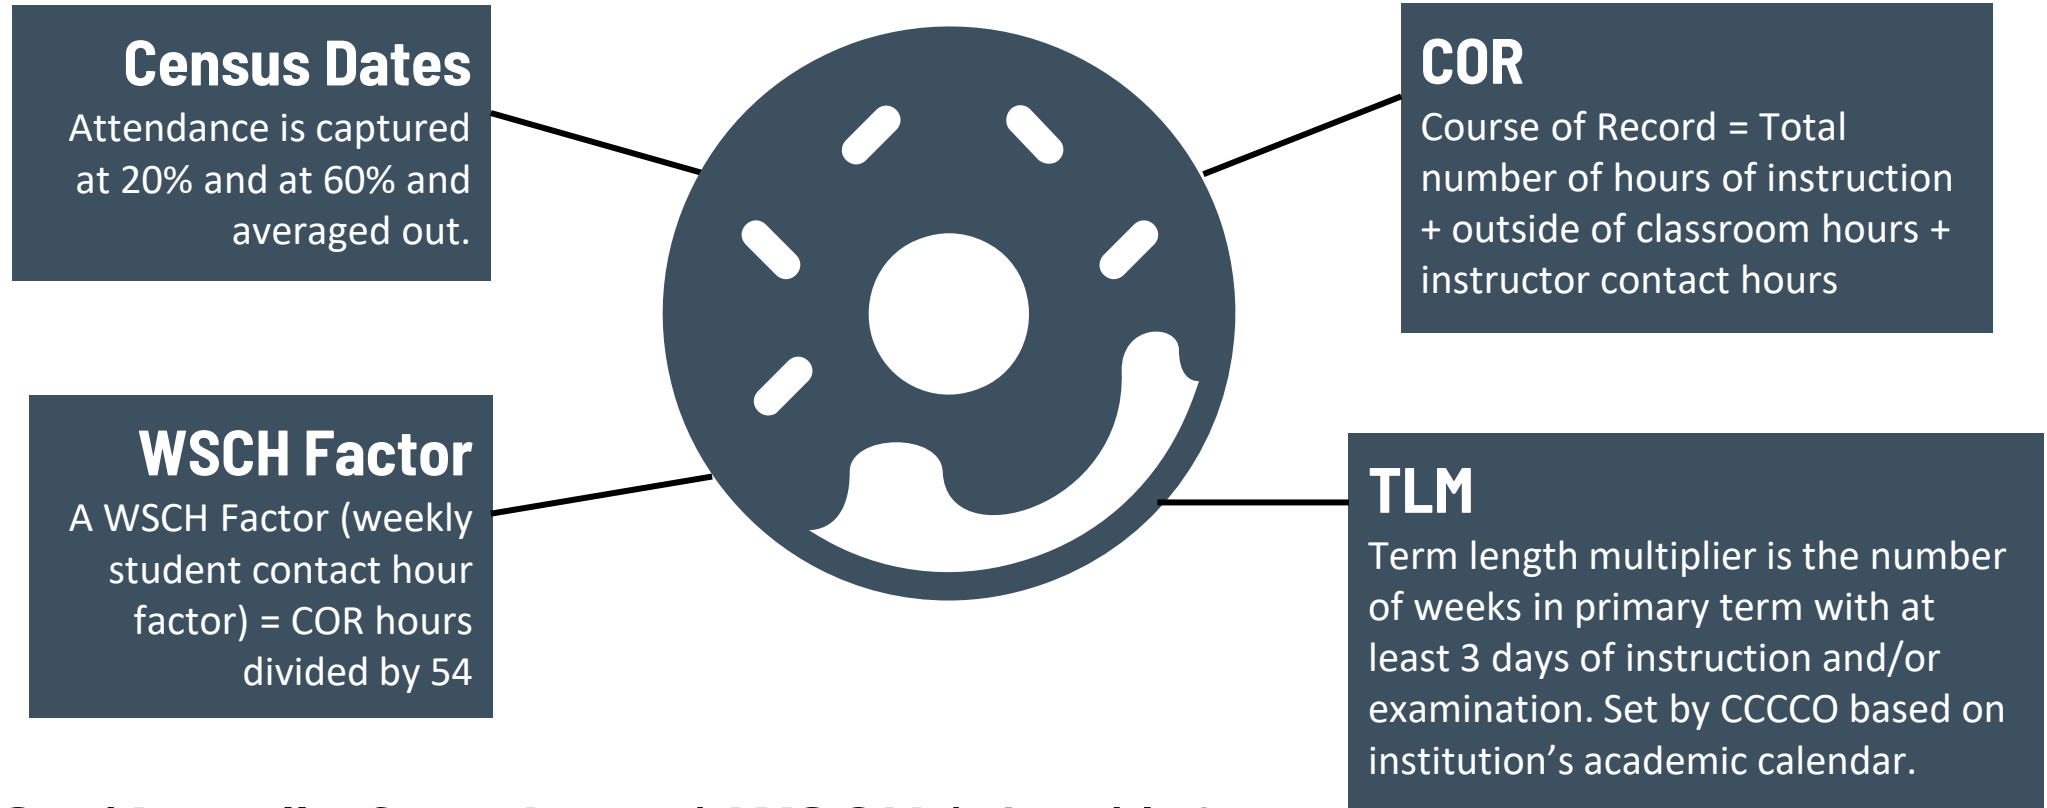 Census Dates
Attendance is captured
at 20% and at 60% and
averaged out.
COR
Course of Record = Total
number of hours of instruction
+ outside of classroom hours +
instructor contact hours
WSCH Factor
A WSCH Factor (weekly
student contact hour
factor) = COR hours
divided by 54
TLM
Term length multiplier is the number
of weeks in primary term with at
least 3 days of instruction and/or
examination. Set by CCCCO based on
institution’s academic calendar.